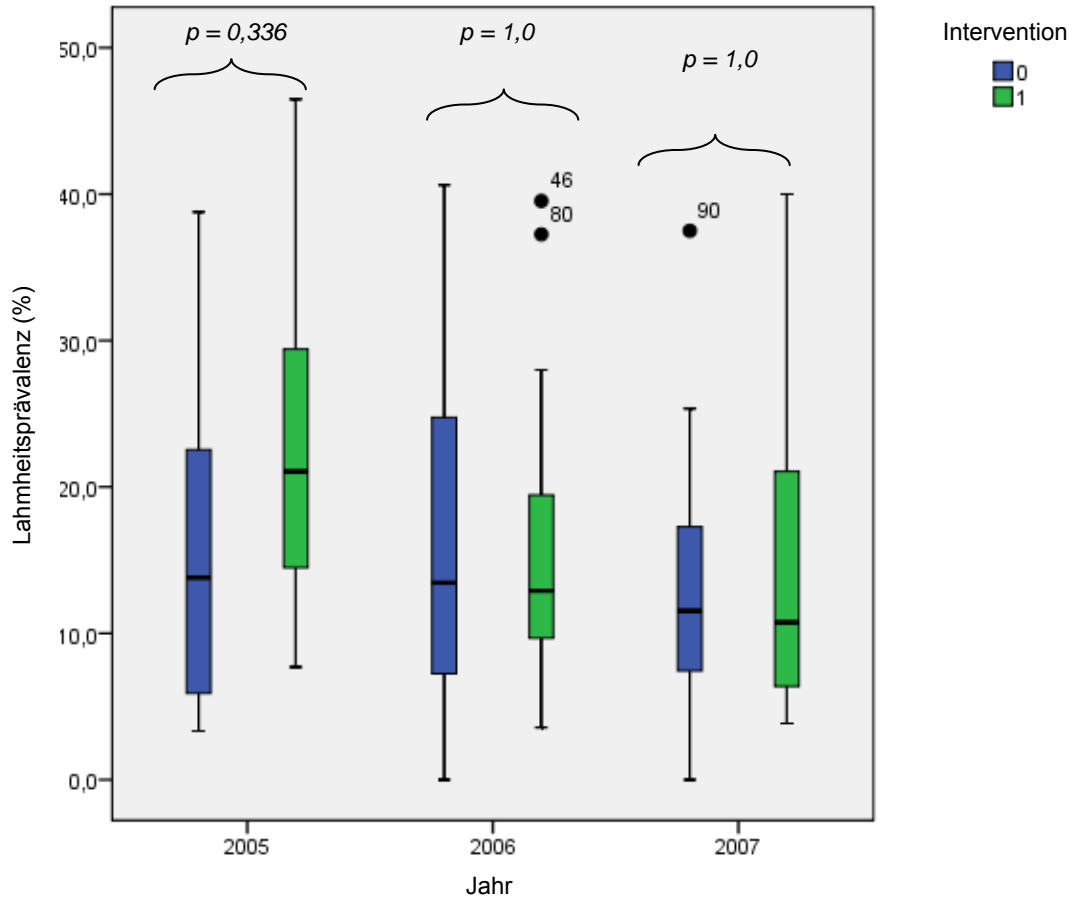 p = 0,336
p = 1,0
p = 1,0
Intervention
0
1
50,0
40,0
30,0
20,0
10,0
0,0
46
80
90
Lahmheitsprävalenz (%)
2005
2006
2007
Jahr